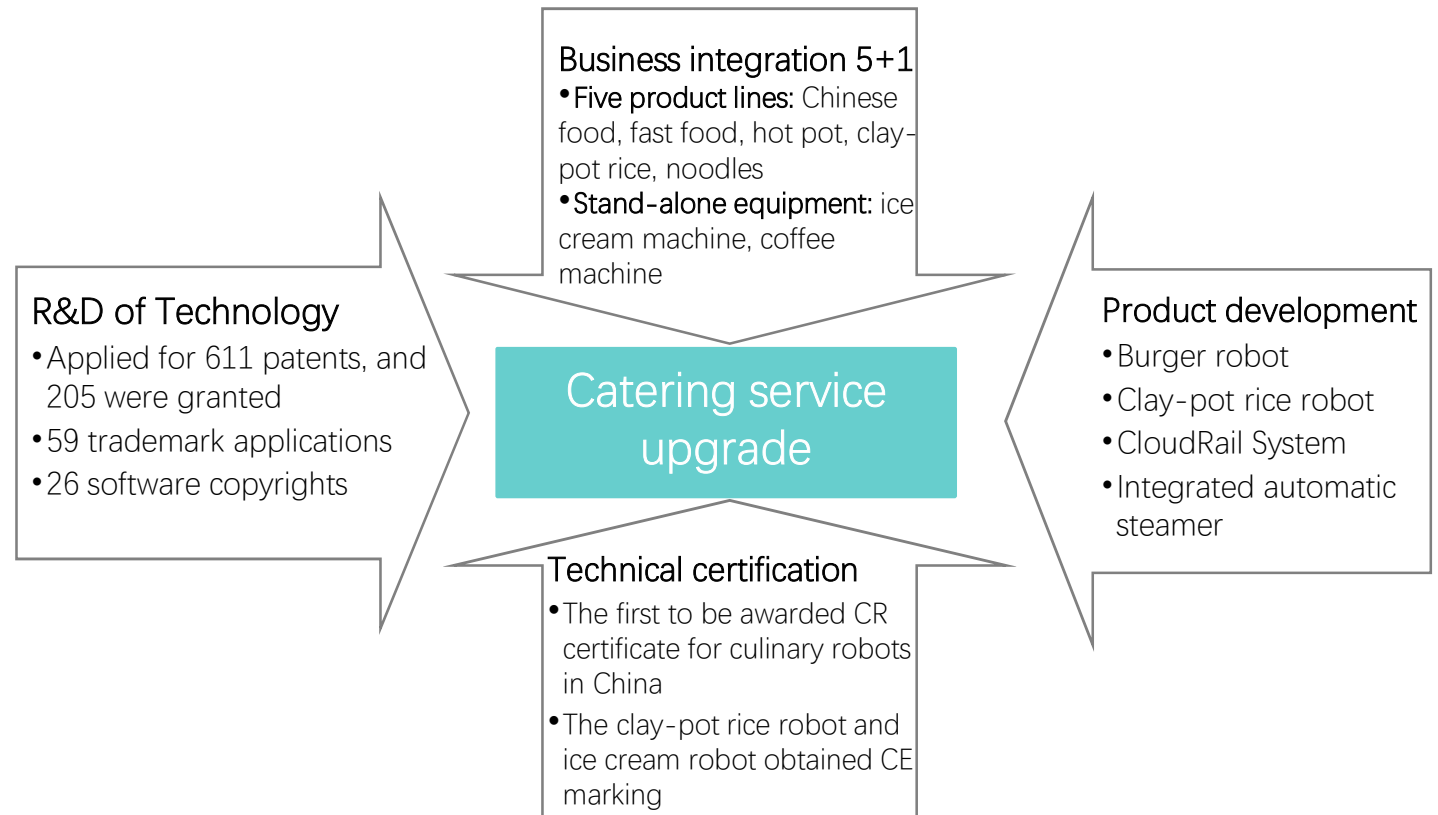 Business integration 5+1
•Five product lines: Chinese
food, fast food, hot pot, clay-
pot rice, noodles
•Stand-alone equipment: ice
cream machine, coffee
machine
R&D of Technology
•Applied for 611 patents, and
205 were granted
•59 trademark applications
•26 software copyrights
Catering service
upgrade
Product development
•Burger robot
•Clay-pot rice robot
•CloudRail System
•Integrated automatic
steamer
Technical certification
•The first to be awarded CR
certificate for culinary robots
in China
•The clay-pot rice robot and
ice cream robot obtained CE
marking